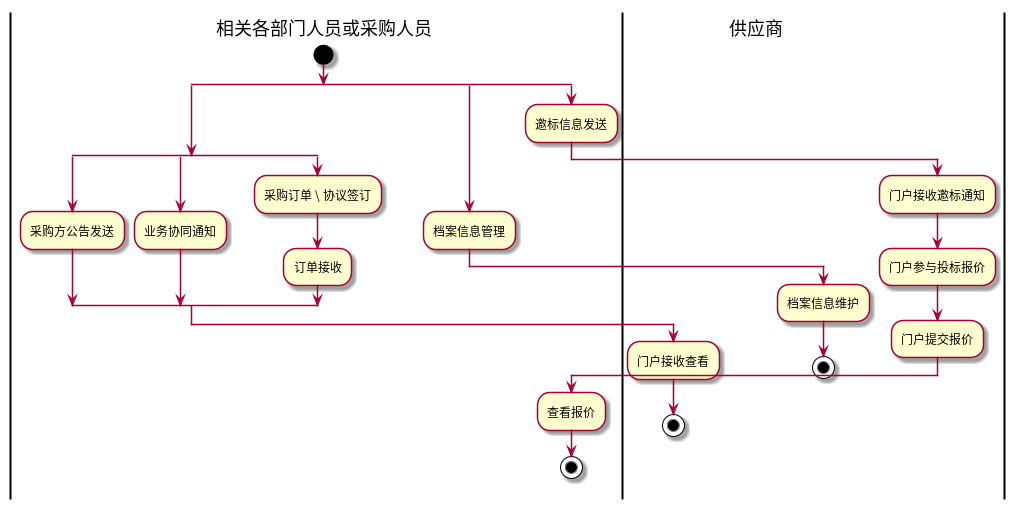 相关各部门人员或采购人员
供应商
邀标信息发送
采购订单 \ 协议签订
门户接收邀标通知
采购方公告发送
业务协同通知
档案信息管理
订单接收
门户参与投标报价
档案信息维护
门户提交报价
门户接收查看
查看报价